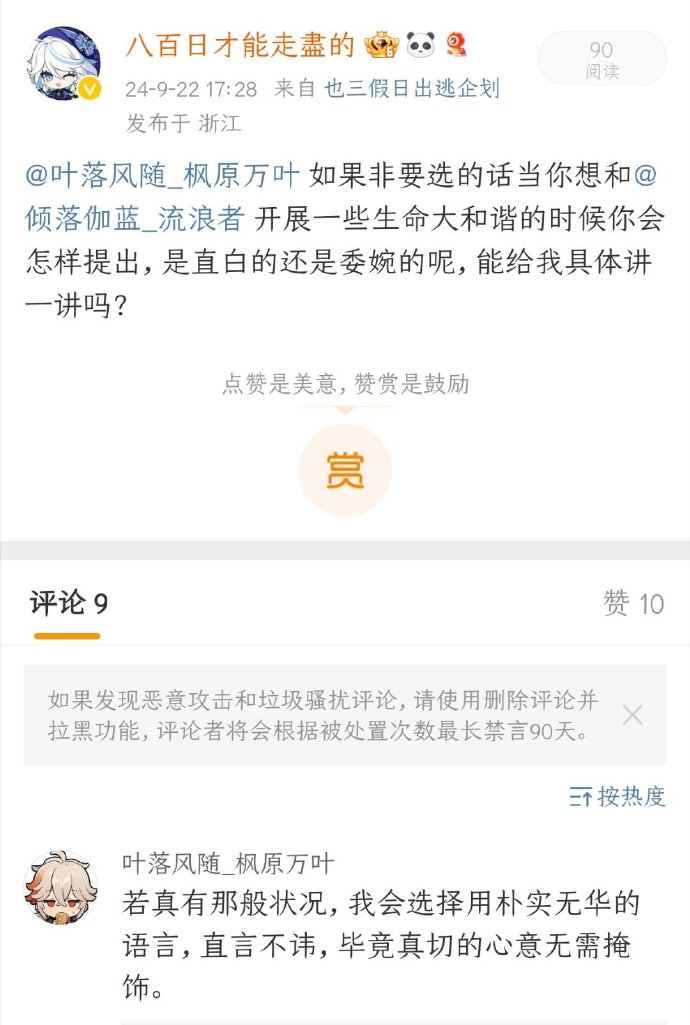 八百日才能走盡的
24-9-22 17:28 来自 也三假日出逃企划
发布于 浙江
90
阅读
@叶落风随_枫原万叶 如果非要选的话当你想和@
倾落伽蓝_流浪者 开展一些生命大和谐的时候你会
怎样提出, 是直白的还是委婉的呢, 能给我具体讲
一讲吗?
点赞是美意, 赞赏是鼓励
赏
评论 9
赞 10
如果发现恶意攻击和垃圾骚扰评论, 请使用删除评论并
拉黑功能, 评论者将会根据被处置次数最长禁言90天。
按热度
叶落风随_枫原万叶
若真有那般状况, 我会选择用朴实无华的
语言, 直言不讳, 毕竟真切的心意无需掩
饰。